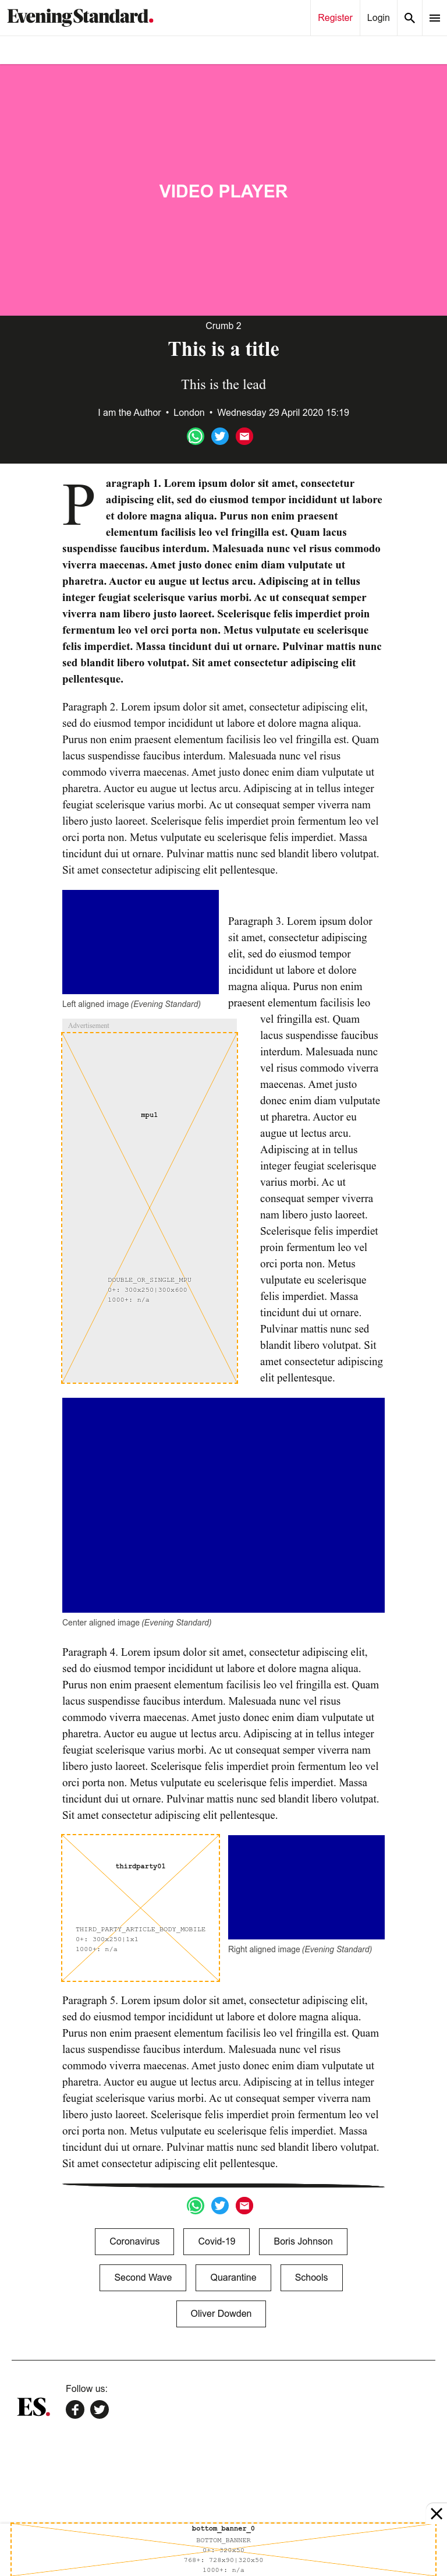 EveningStandard.
Register
Login
VIDEO PLAYER
Crumb 2
This is a title
This is the lead
I am the Author • London • Wednesday 29 April 2020 15:19
Paragraph 1. Lorem ipsum dolor sit amet, consectetur
adipiscing elit, sed do eiusmod tempor incididunt ut labore
et dolore magna aliqua. Purus non enim praesent
elementum facilisis leo vel fringilla est. Quam lacus
suspendisse faucibus interdum. Malesuada nunc vel risus commodo
viverra maecenas. Amet justo donec enim diam vulputate ut
pharetra. Auctor eu augue ut lectus arcu. Adipiscing at in tellus
integer feugiat scelerisque varius morbi. Ac ut consequat semper
viverra nam libero justo laoreet. Scelerisque felis imperdiet proin
fermentum leo vel orci porta non. Metus vulputate eu scelerisque
felis imperdiet. Massa tincidunt dui ut ornare. Pulvinar mattis nunc
sed blandit libero volutpat. Sit amet consectetur adipiscing elit
pellentesque.
Paragraph 2. Lorem ipsum dolor sit amet, consectetur adipiscing elit,
sed do eiusmod tempor incididunt ut labore et dolore magna aliqua.
Purus non enim praesent elementum facilisis leo vel fringilla est. Quam
lacus suspendisse faucibus interdum. Malesuada nunc vel risus
commodo viverra maecenas. Amet justo donec enim diam vulputate ut
pharetra. Auctor eu augue ut lectus arcu. Adipiscing at in tellus integer
feugiat scelerisque varius morbi. Ac ut consequat semper viverra nam
libero justo laoreet. Scelerisque felis imperdiet proin fermentum leo vel
orci porta non. Metus vulputate eu scelerisque felis imperdiet. Massa
tincidunt dui ut ornare. Pulvinar mattis nunc sed blandit libero volutpat.
Sit amet consectetur adipiscing elit pellentesque.
Left aligned image (Evening Standard)
Paragraph 3. Lorem ipsum dolor
sit amet, consectetur adipiscing
elit, sed do eiusmod tempor
incididunt ut labore et dolore
magna aliqua. Purus non enim
praesent elementum facilisis leo
vel fringilla est. Quam
lacus suspendisse faucibus
interdum. Malesuada nunc
vel risus commodo viverra
maecenas. Amet justo
donec enim diam vulputate
ut pharetra. Auctor eu
augue ut lectus arcu.
Adipiscing at in tellus
integer feugiat scelerisque
varius morbi. Ac ut
consequat semper viverra
nam libero justo laoreet.
Scelerisque felis imperdiet
proin fermentum leo vel
orci porta non. Metus
vulputate eu scelerisque
felis imperdiet. Massa
tincidunt dui ut ornare.
Pulvinar mattis nunc sed
blandit libero volutpat. Sit
amet consectetur adipiscing
elit pellentesque.
Advertisement
mpu1
DOUBLE_OR_SINGLE_MPU
0+: 300x250|300x600
1000+: n/a
Center aligned image (Evening Standard)
Paragraph 4. Lorem ipsum dolor sit amet, consectetur adipiscing elit,
sed do eiusmod tempor incididunt ut labore et dolore magna aliqua.
Purus non enim praesent elementum facilisis leo vel fringilla est. Quam
lacus suspendisse faucibus interdum. Malesuada nunc vel risus
commodo viverra maecenas. Amet justo donec enim diam vulputate ut
pharetra. Auctor eu augue ut lectus arcu. Adipiscing at in tellus integer
feugiat scelerisque varius morbi. Ac ut consequat semper viverra nam
libero justo laoreet. Scelerisque felis imperdiet proin fermentum leo vel
orci porta non. Metus vulputate eu scelerisque felis imperdiet. Massa
tincidunt dui ut ornare. Pulvinar mattis nunc sed blandit libero volutpat.
Sit amet consectetur adipiscing elit pellentesque.
thirdparty01
THIRD_PARTY_ARTICLE_BODY_MOBILE
0+: 300x250|1x1
1000+: n/a
Right aligned image (Evening Standard)
Paragraph 5. Lorem ipsum dolor sit amet, consectetur adipiscing elit,
sed do eiusmod tempor incididunt ut labore et dolore magna aliqua.
Purus non enim praesent elementum facilisis leo vel fringilla est. Quam
lacus suspendisse faucibus interdum. Malesuada nunc vel risus
commodo viverra maecenas. Amet justo donec enim diam vulputate ut
pharetra. Auctor eu augue ut lectus arcu. Adipiscing at in tellus integer
feugiat scelerisque varius morbi. Ac ut consequat semper viverra nam
libero justo laoreet. Scelerisque felis imperdiet proin fermentum leo vel
orci porta non. Metus vulputate eu scelerisque felis imperdiet. Massa
tincidunt dui ut ornare. Pulvinar mattis nunc sed blandit libero volutpat.
Sit amet consectetur adipiscing elit pellentesque.
Coronavirus
Covid-19
Boris Johnson
Second Wave
Quarantine
Schools
Oliver Dowden
ES.
Follow us:
bottom_banner_0
BOTTOM_BANNER
0+: 320x50
768+: 728x90|320x50
1000+: n/a